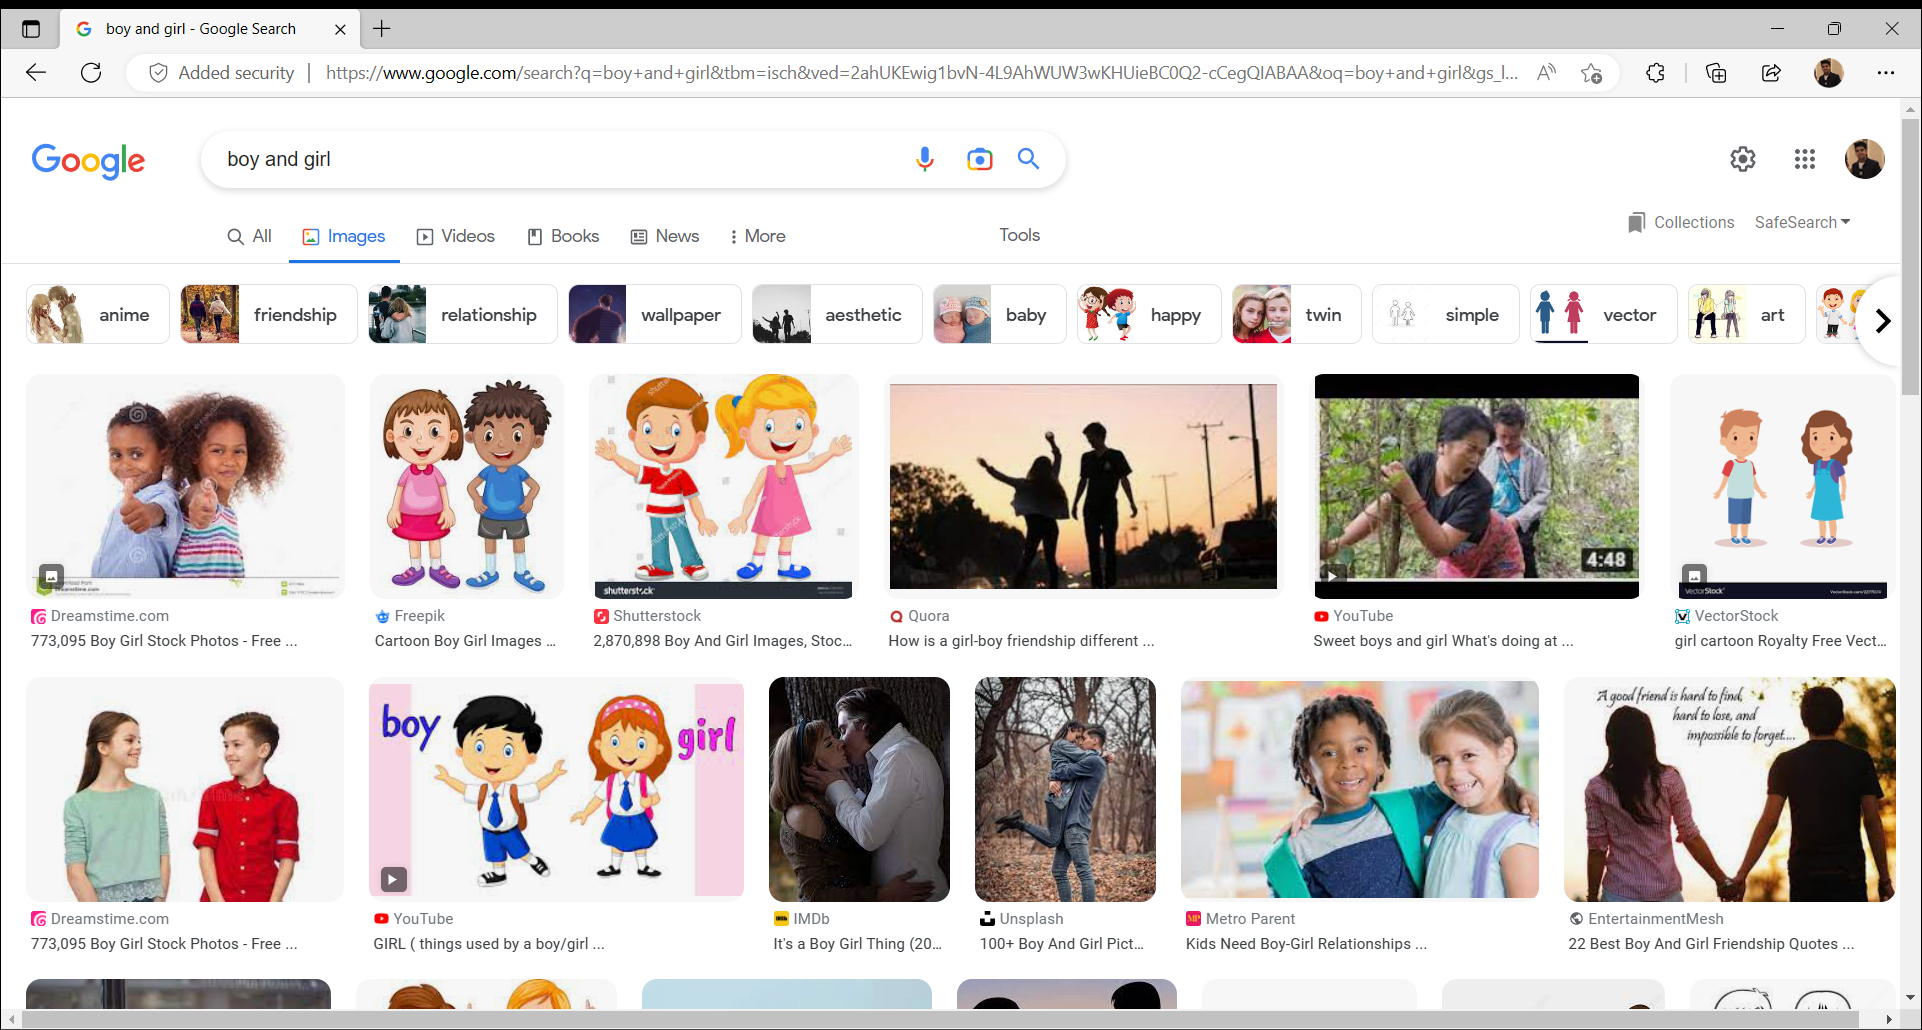 boy and girl - Google Search
Added security
https://www.google.com/search?q=boy+and+girl&tbm=isch&ved=2ahUKEwig1bvN-4L9AhWUW3wKHUieBC0Q2-cCegQIABAA&oq=boy+and+girl&gs_l...
Google
boy and girl
All
Images
Videos
Books
News
More
Tools
Collections
SafeSearch
anime
friendship
relationship
wallpaper
aesthetic
baby
happy
twin
simple
vector
art
shutterstock
4:48
VectorStock
Dreamstime.com
773,095 Boy Girl Stock Photos - Free ...
Freepik
Cartoon Boy Girl Images ...
Shutterstock
2,870,898 Boy And Girl Images, Stoc...
Quora
How is a girl-boy friendship different ...
YouTube
Sweet boys and girl What's doing at ...
VectorStock
girl cartoon Royalty Free Vect...
boy
girl
A good friend is hard to find,
hard to lose, and
impossible to forget....
Dreamstime.com
773,095 Boy Girl Stock Photos - Free ...
YouTube
GIRL ( things used by a boy/girl ...
IMDb
It's a Boy Girl Thing (20...
Unsplash
100+ Boy And Girl Pict...
MP
Metro Parent
Kids Need Boy-Girl Relationships ...
EntertainmentMesh
22 Best Boy And Girl Friendship Quotes ...